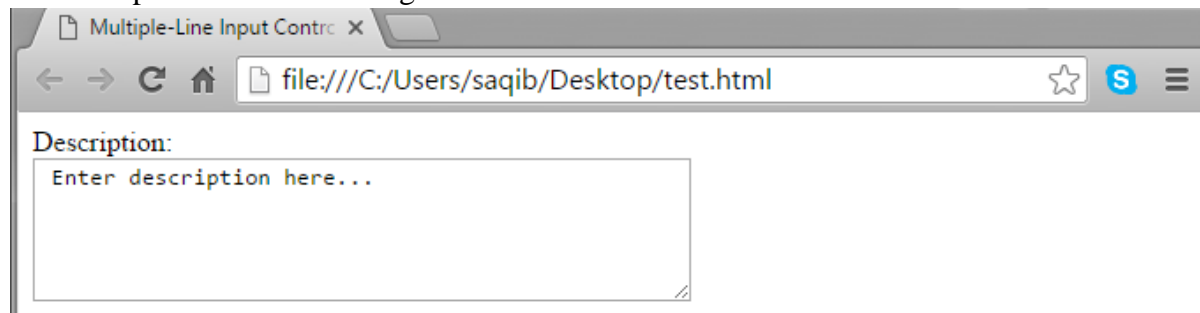 Multiple-Line Input Contrc
file:///C:/Users/saqib/Desktop/test.html
S
Description:
Enter description here...